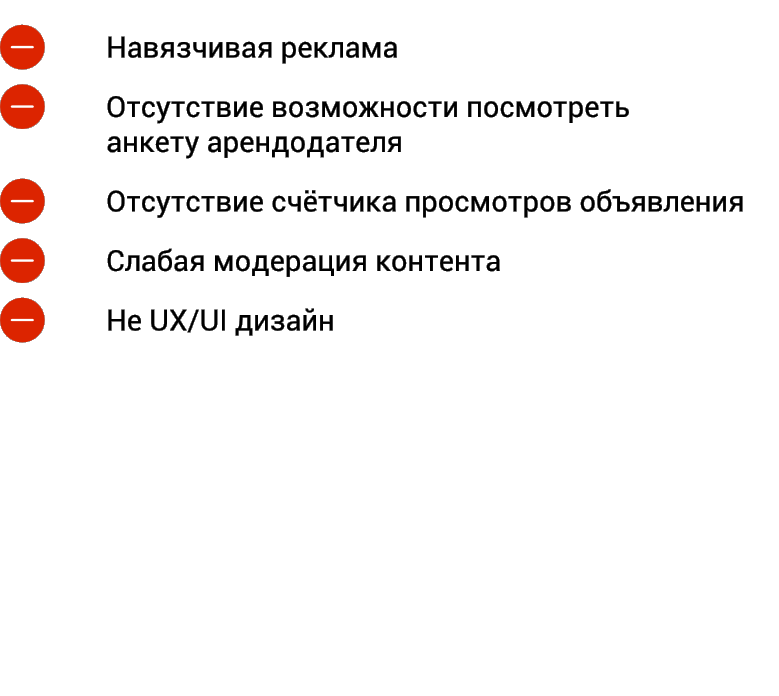 Навязчивая реклама
Отсутствие возможности посмотреть
анкету арендодателя
Отсутствие счётчика просмотров объявления
Слабая модерация контента
Не UX/UI дизайн